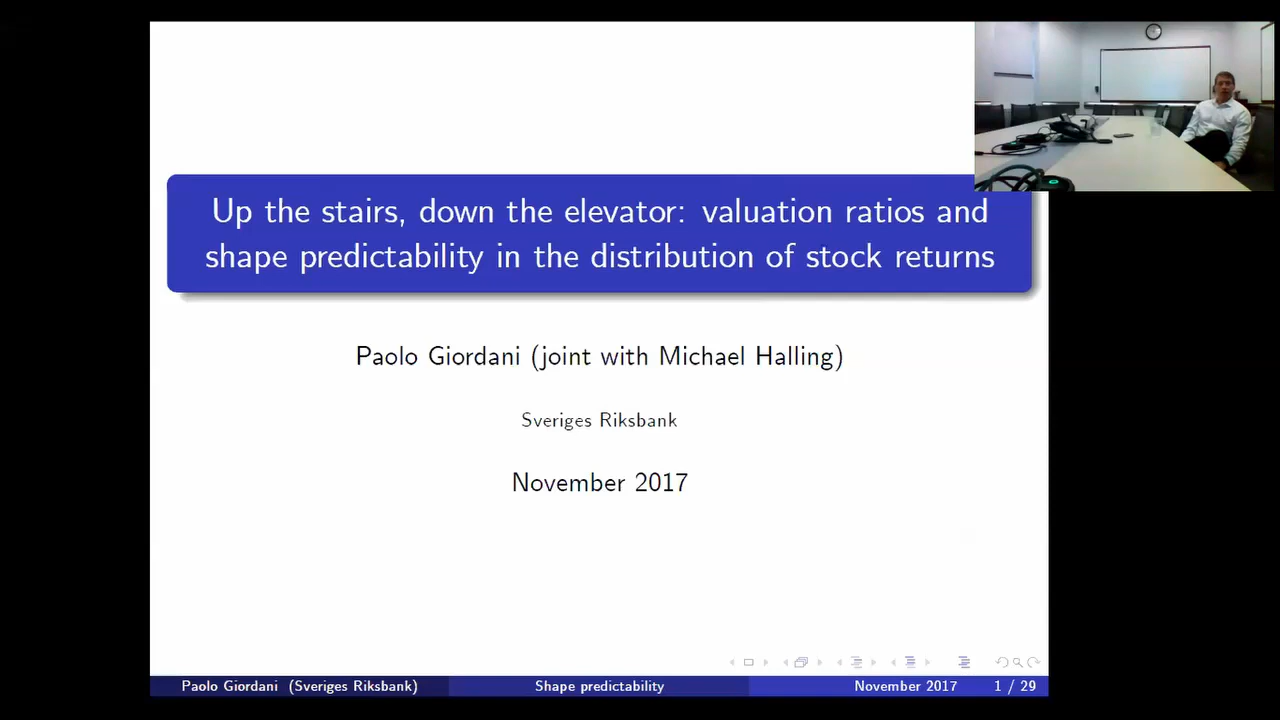 Up the stairs, down the elevator: valuation ratios and
shape predictability in the distribution of stock returns
Paolo Giordani (joint with Michael Halling)
Sveriges Riksbank
November 2017
Paolo Giordani (Sveriges Riksbank) Shape predictability November 2017 1 / 29